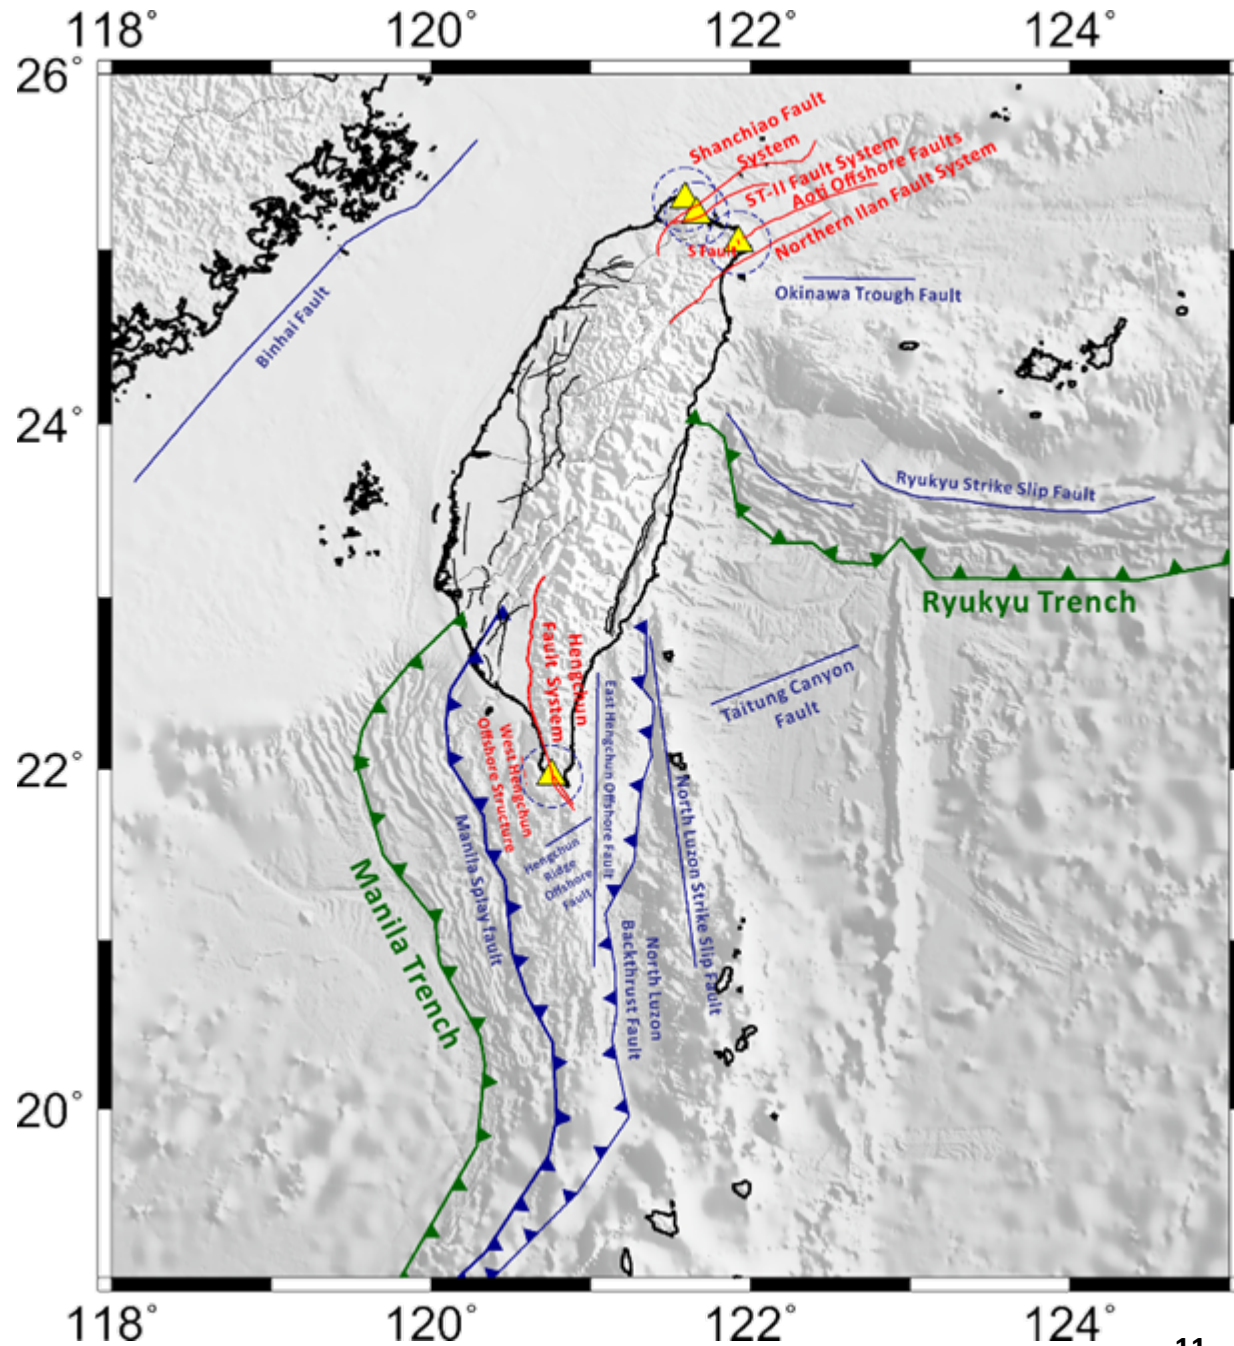 118°
120°
122°
124°
26°
24°
22°
20°
Shanchiao Fault
System
ST-II Fault System
Aoti Offshore Faults
Northern Ilan Fault System
Okinawa Trough Fault
Binhai Fault
Ryukyu Strike Slip Fault
Ryukyu Trench
Hengchun
Fault System
Taitung Canyon
Fault
West Hengchun
Offshore Structure
East Hengchun Offshore Fault
Hengchun
Ridge
Offshore
Fault
Manila Splay fault
Manila Trench
North Luzon Strike Slip Fault
North Luzon
Backthrust Fault
118°
120°
122°
124°
11